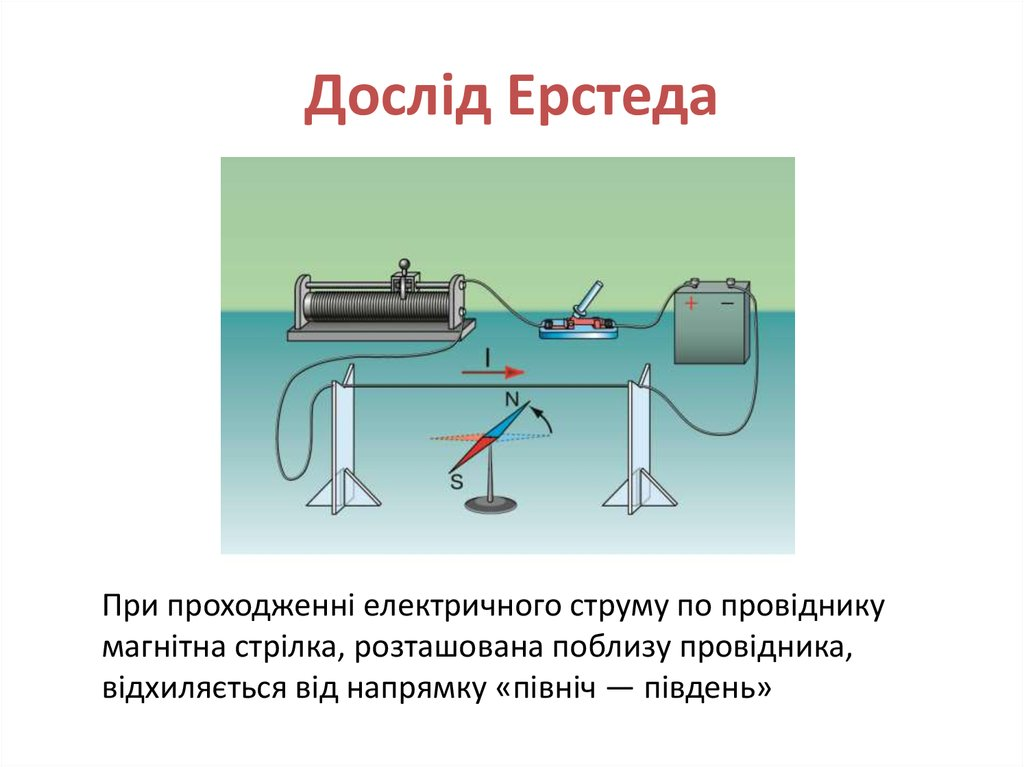 Дослід Ерстеда
+ −
I
N
S
При проходженні електричного струму по провіднику
магнітна стрілка, розташована поблизу провідника,
відхиляється від напрямку «північ — південь»